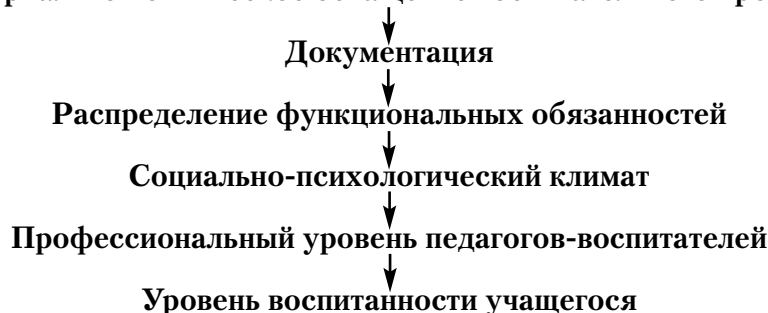 Документация
Распределение функциональных обязанностей
Социально-психологический климат
Профессиональный уровень педагогов-воспитателей
Уровень воспитанности учащегося